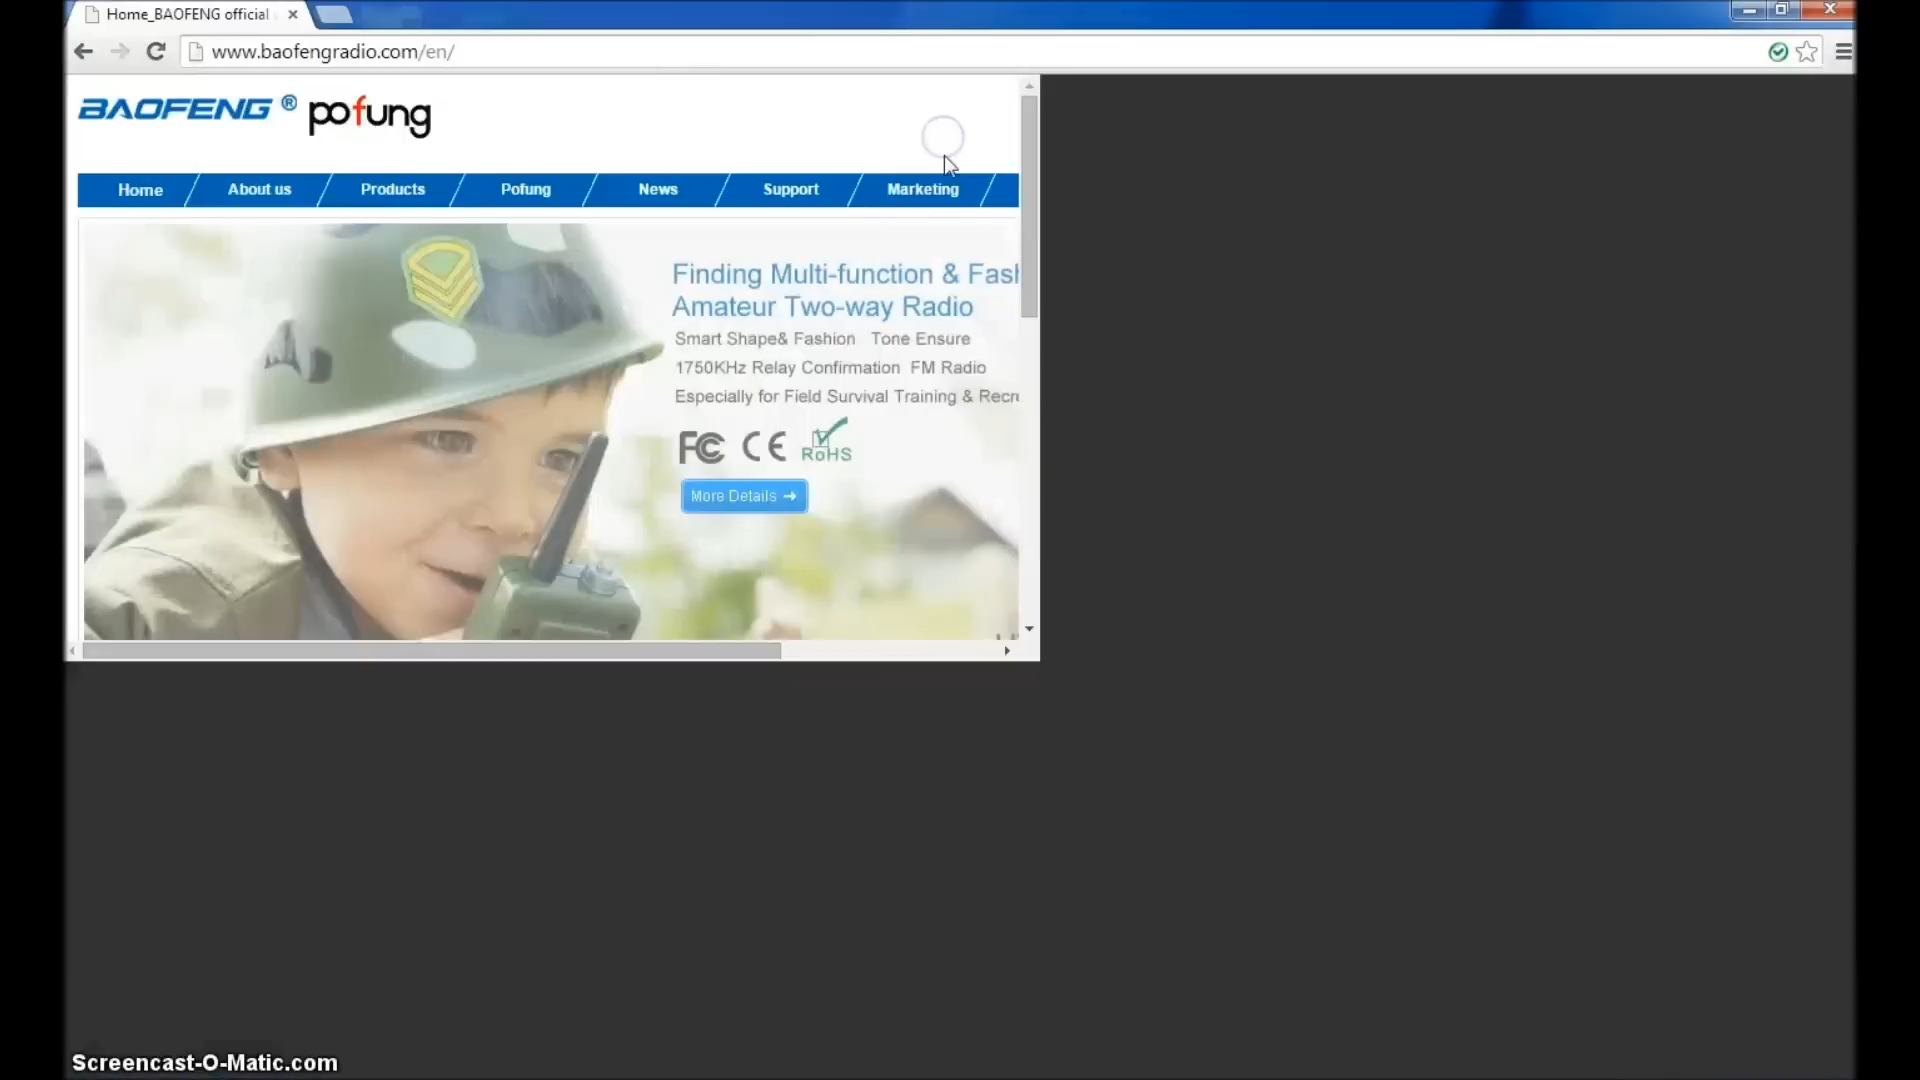 Home_BAOFENG official
www.baofengradio.com/en/
BAOFENG ® pofung
Home About us Products Pofung News Support Marketing
Finding Multi-function & Fash
Amateur Two-way Radio
Smart Shape& Fashion Tone Ensure
1750KHz Relay Confirmation FM Radio
Especially for Field Survival Training & Recre
FC CE RoHS
More Details →
Screencast-O-Matic.com